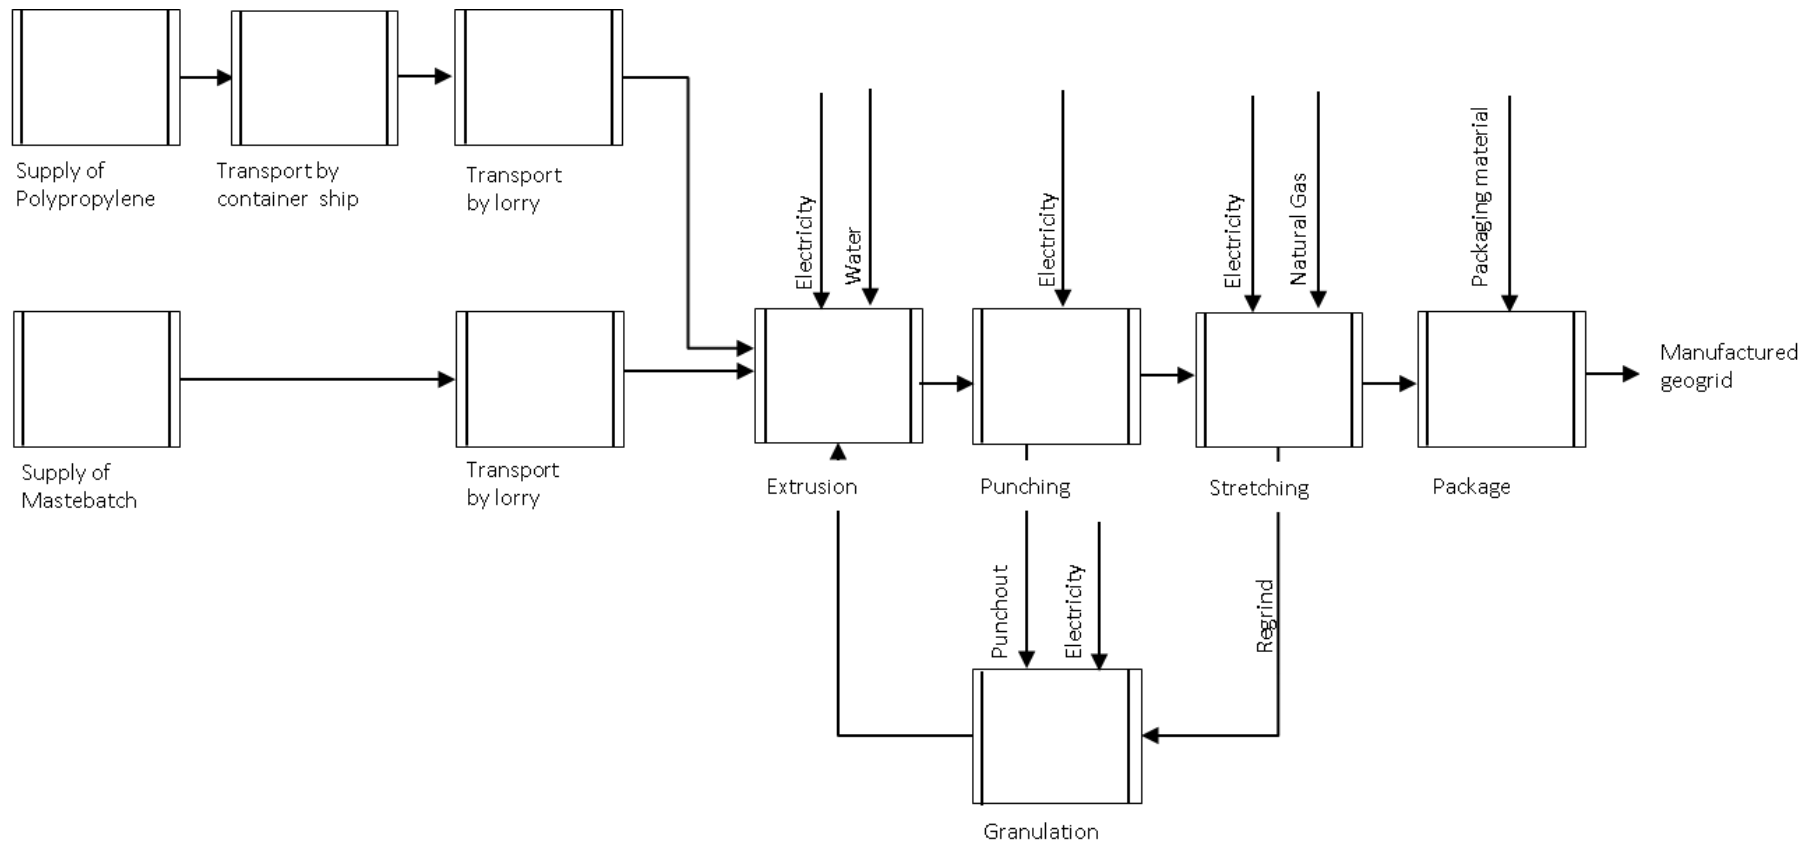 Supply of
Polypropylene
Transport by
container ship
Transport
by lorry
Electricity
Water
Electricity
Electricity
Natural Gas
Packaging material
Manufactured
geogrid
Supply of
Mastebatch
Transport
by lorry
Extrusion
Punching
Stretching
Package
Punchout
Electricity
Regrind
Granulation